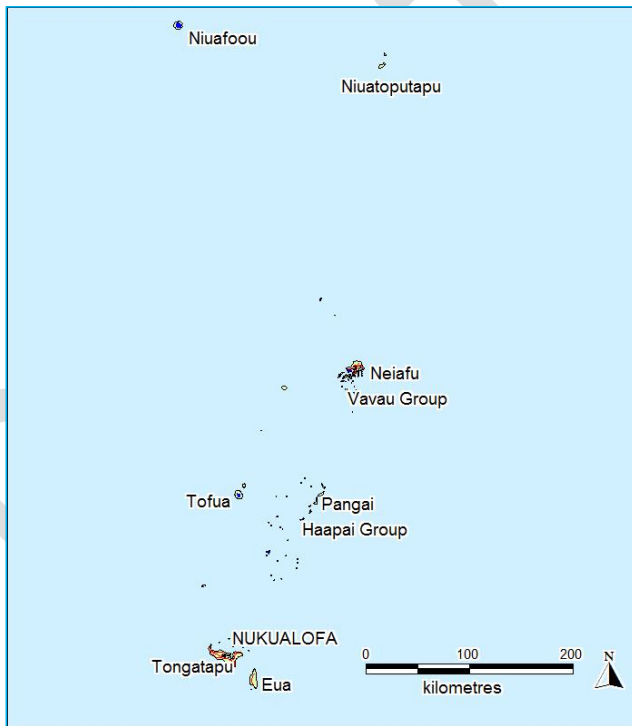 Niuafoou
Niuatoputapu
Neiafu
Vavau Group
Tofua
Pangai
Haapai Group
NUKUALOFA
Tongatapu
Eua
0 100 200
kilometres
N